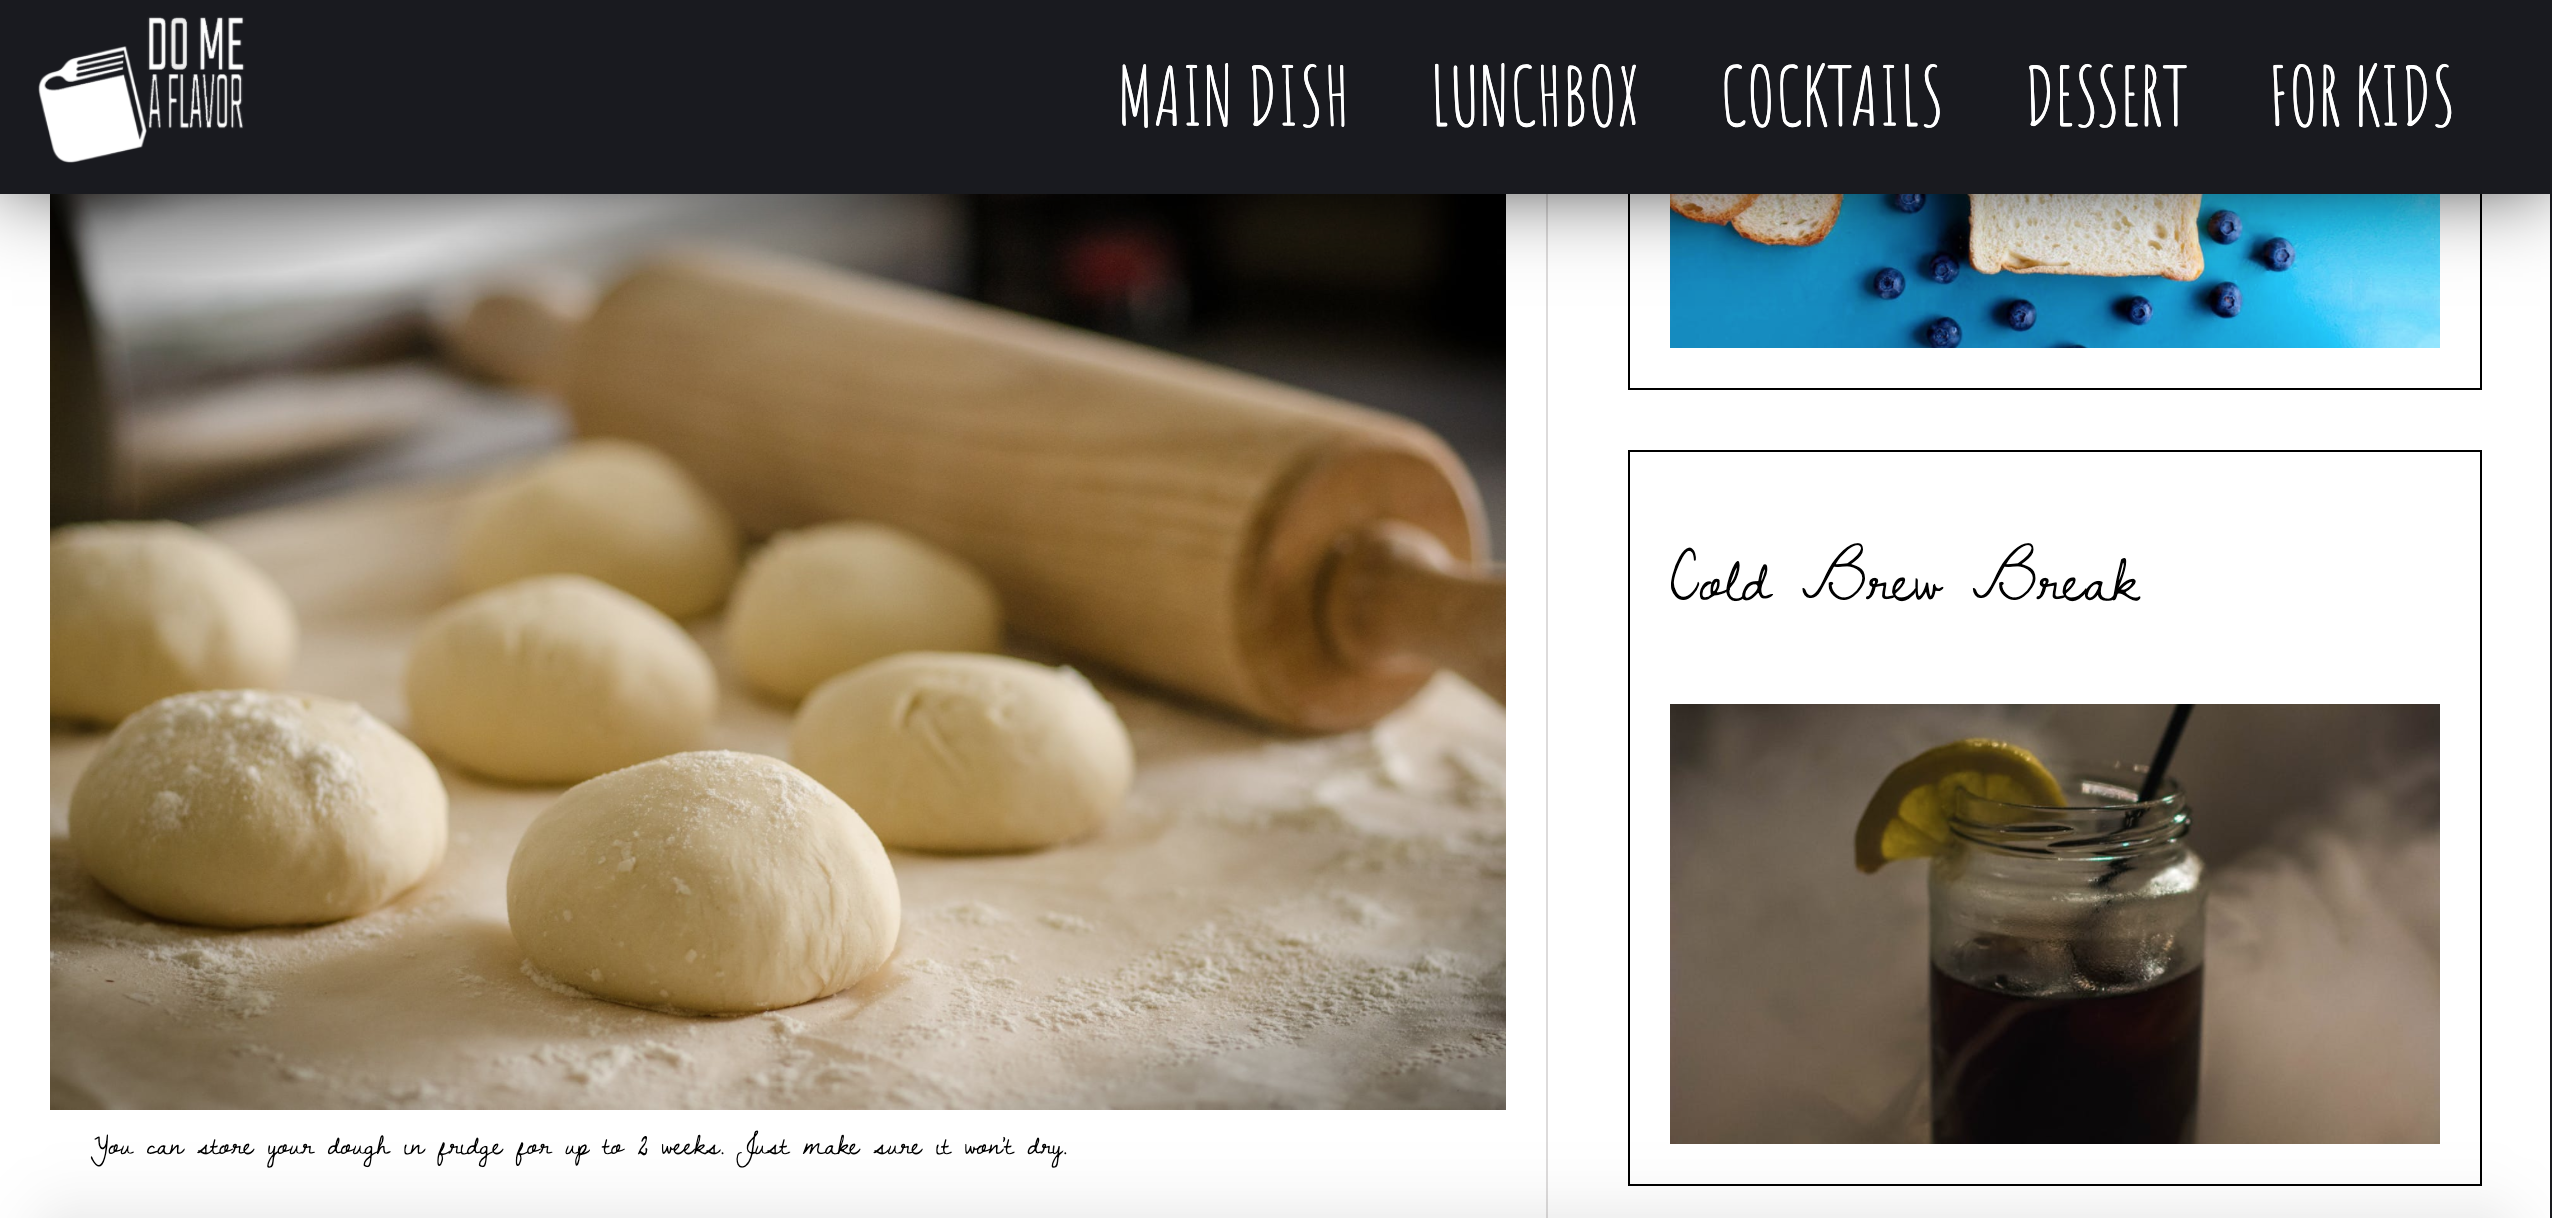 DO ME
A FLAVOR
MAIN DISH LUNCHBOX COCKTAILS DESSERT FOR KIDS
Cold Brew Break
You can store your dough in fridge for up to 2 weeks. Just make sure it won't dry.